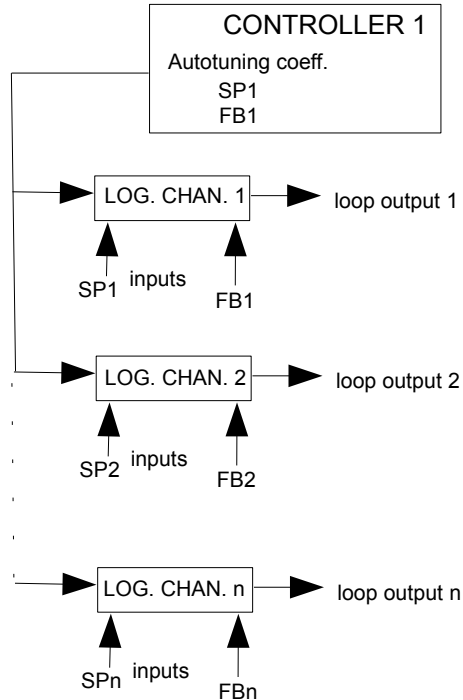 CONTROLLER 1
Autotuning coeff.
SP1
FB1
LOG. CHAN. 1
loop output 1
SP1 inputs FB1
LOG. CHAN. 2
loop output 2
SP2 inputs FB2
LOG. CHAN. n
loop output n
SPn inputs FBn